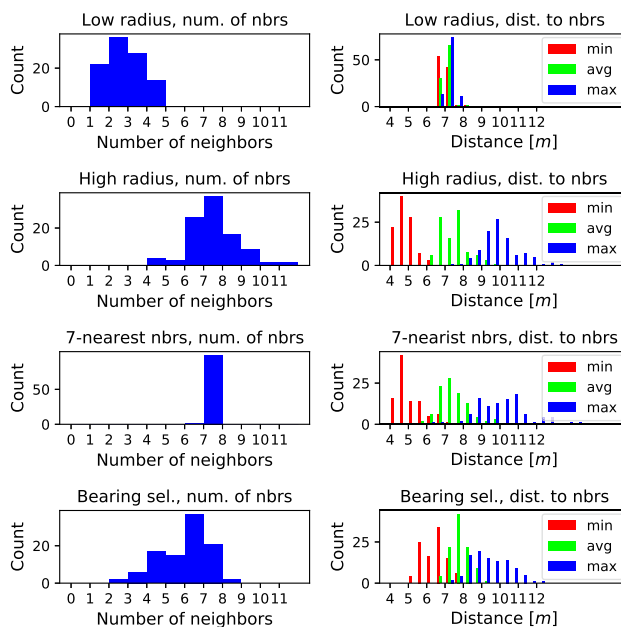 Low radius, num. of nbrs
Count
20
0
0 1 2 3 4 5 6 7 8 9 10 11
Number of neighbors
Low radius, dist. to nbrs
Count
50
0
4 5 6 7 8 9 10 11 12
Distance [m]
min
avg
max
High radius, num. of nbrs
Count
20
0
0 1 2 3 4 5 6 7 8 9 10 11
Number of neighbors
High radius, dist. to nbrs
Count
25
0
4 5 6 7 8 9 10 11 12
Distance [m]
min
avg
max
7-nearest nbrs, num. of nbrs
Count
50
0
0 1 2 3 4 5 6 7 8 9 10 11
Number of neighbors
7-nearist nbrs, dist. to nbrs
Count
25
0
4 5 6 7 8 9 10 11 12
Distance [m]
min
avg
max
Bearing sel., num. of nbrs
Count
20
0
0 1 2 3 4 5 6 7 8 9 10 11
Number of neighbors
Bearing sel., dist. to nbrs
Count
25
0
4 5 6 7 8 9 10 11 12
Distance [m]
min
avg
max